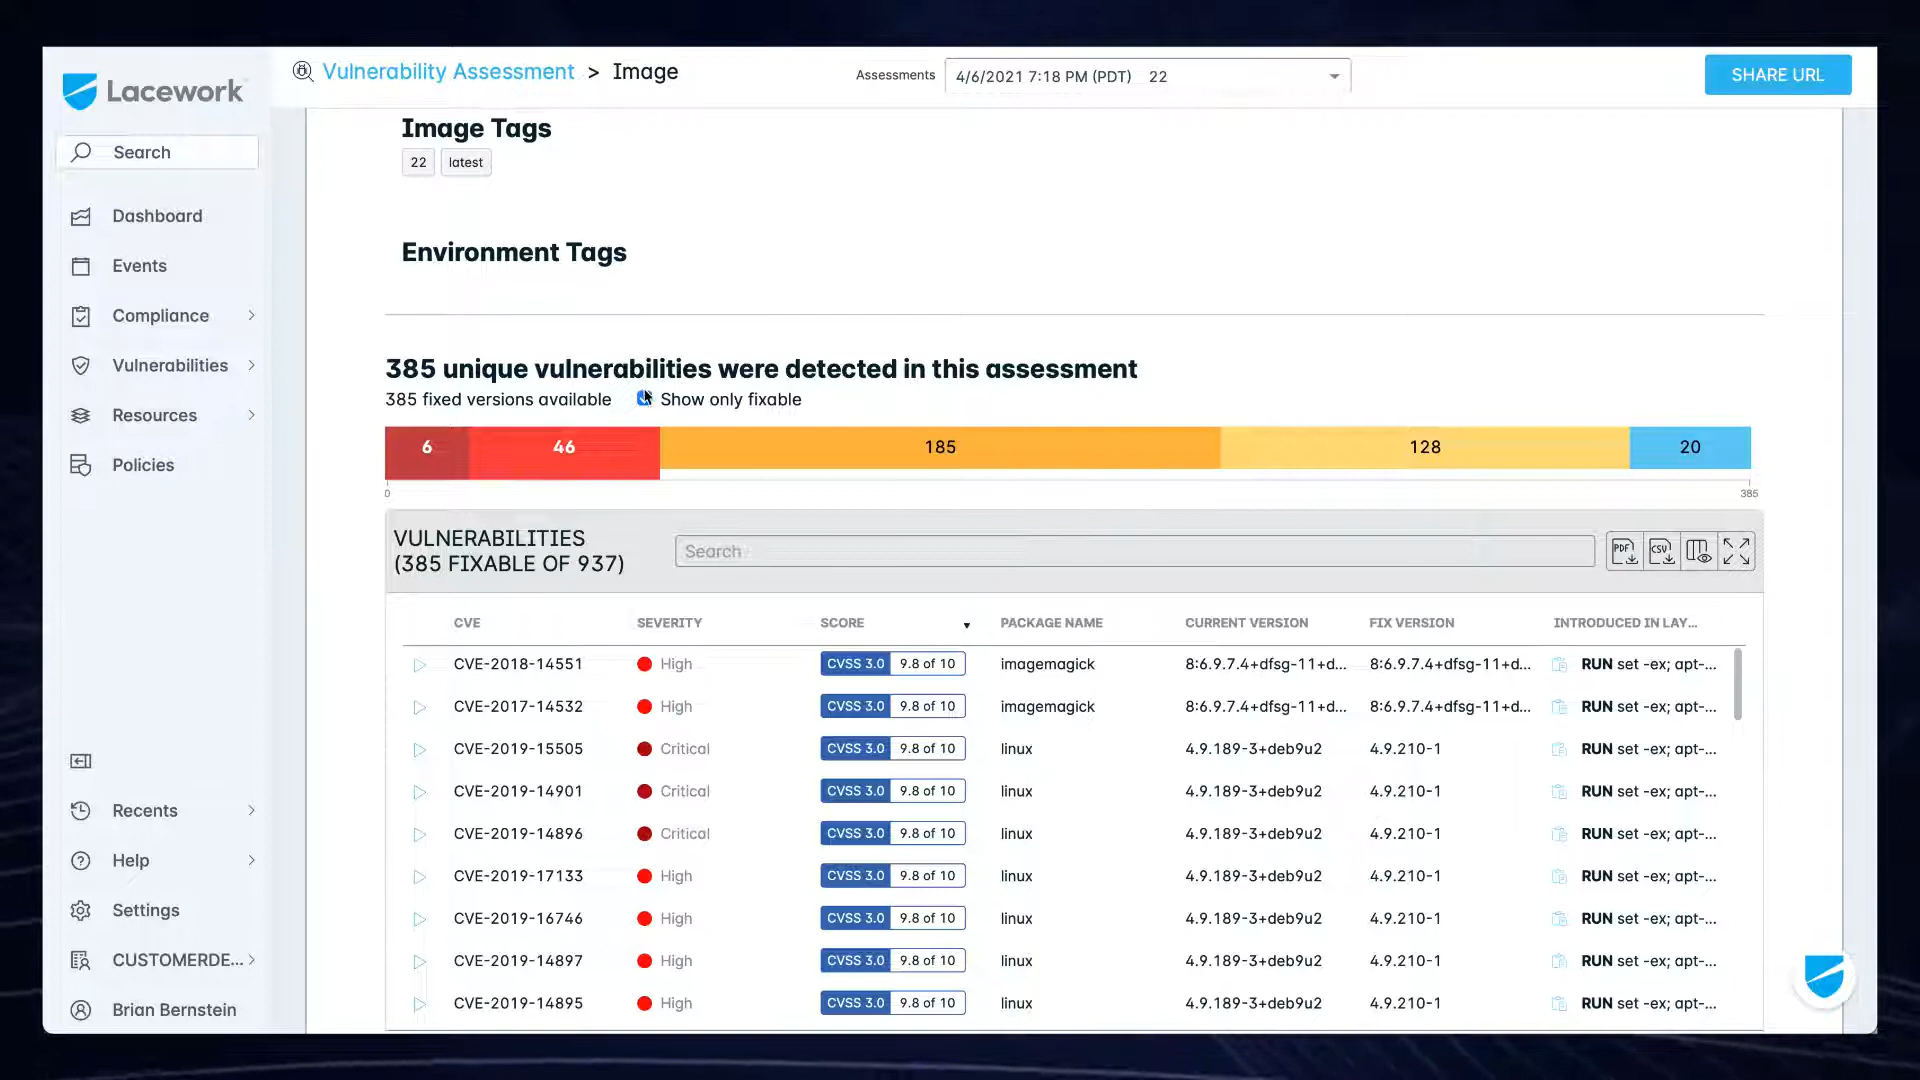 Lacework
Vulnerability Assessment > Image
Assessments
4/6/2021 7:18 PM (PDT) 22
SHARE URL
Search
Dashboard
Events
Compliance
Vulnerabilities
Resources
Policies
Recents
Help
Settings
CUSTOMERDE...
Brian Bernstein
Image Tags
22 latest
Environment Tags
385 unique vulnerabilities were detected in this assessment
385 fixed versions available Show only fixable
6 46 185 128 20
0 385
VULNERABILITIES
(385 FIXABLE OF 937)
Search
PDF CSV
CVE SEVERITY SCORE PACKAGE NAME CURRENT VERSION FIX VERSION INTRODUCED IN LAY...
CVE-2018-14551 High CVSS 3.0 9.8 of 10 imagemagick 8:6.9.7.4+dfsg-11+d... 8:6.9.7.4+dfsg-11+d... RUN set -ex; apt-...
CVE-2017-14532 High CVSS 3.0 9.8 of 10 imagemagick 8:6.9.7.4+dfsg-11+d... 8:6.9.7.4+dfsg-11+d... RUN set -ex; apt-...
CVE-2019-15505 Critical CVSS 3.0 9.8 of 10 linux 4.9.189-3+deb9u2 4.9.210-1 RUN set -ex; apt-...
CVE-2019-14901 Critical CVSS 3.0 9.8 of 10 linux 4.9.189-3+deb9u2 4.9.210-1 RUN set -ex; apt-...
CVE-2019-14896 Critical CVSS 3.0 9.8 of 10 linux 4.9.189-3+deb9u2 4.9.210-1 RUN set -ex; apt-...
CVE-2019-17133 High CVSS 3.0 9.8 of 10 linux 4.9.189-3+deb9u2 4.9.210-1 RUN set -ex; apt-...
CVE-2019-16746 High CVSS 3.0 9.8 of 10 linux 4.9.189-3+deb9u2 4.9.210-1 RUN set -ex; apt-...
CVE-2019-14897 High CVSS 3.0 9.8 of 10 linux 4.9.189-3+deb9u2 4.9.210-1 RUN set -ex; apt-...
CVE-2019-14895 High CVSS 3.0 9.8 of 10 linux 4.9.189-3+deb9u2 4.9.210-1 RUN set -ex; apt-...